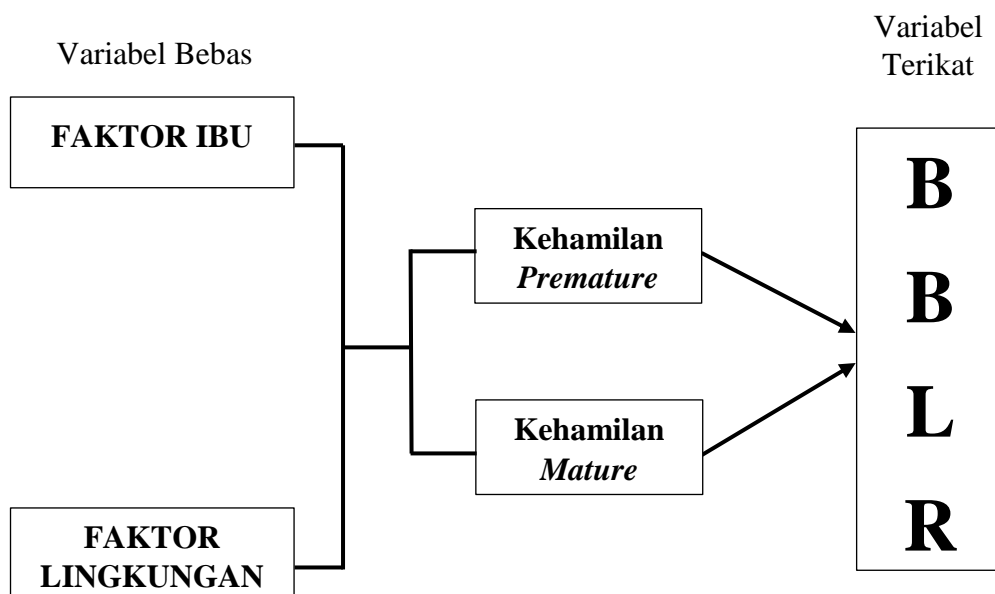 Variabel Bebas
Variabel
Terikat
FAKTOR IBU
Kehamilan
Premature
Kehamilan
Mature
FAKTOR
LINGKUNGAN
B
B
L
R